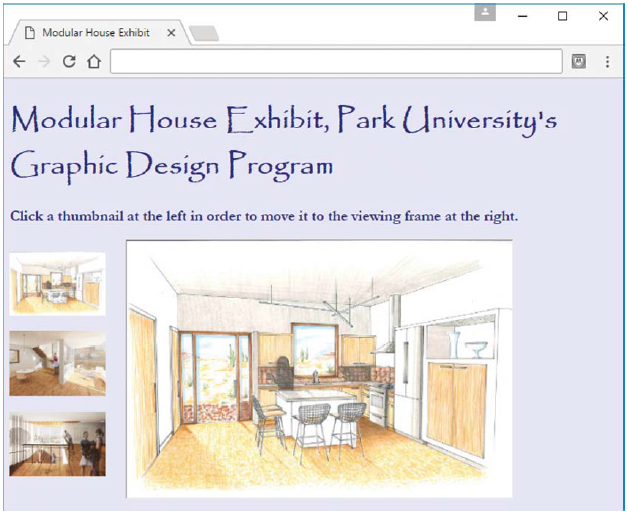 Modular House Exhibit
Modular House Exhibit, Park University's
Graphic Design Program
Click a thumbnail at the left in order to move it to the viewing frame at the right.